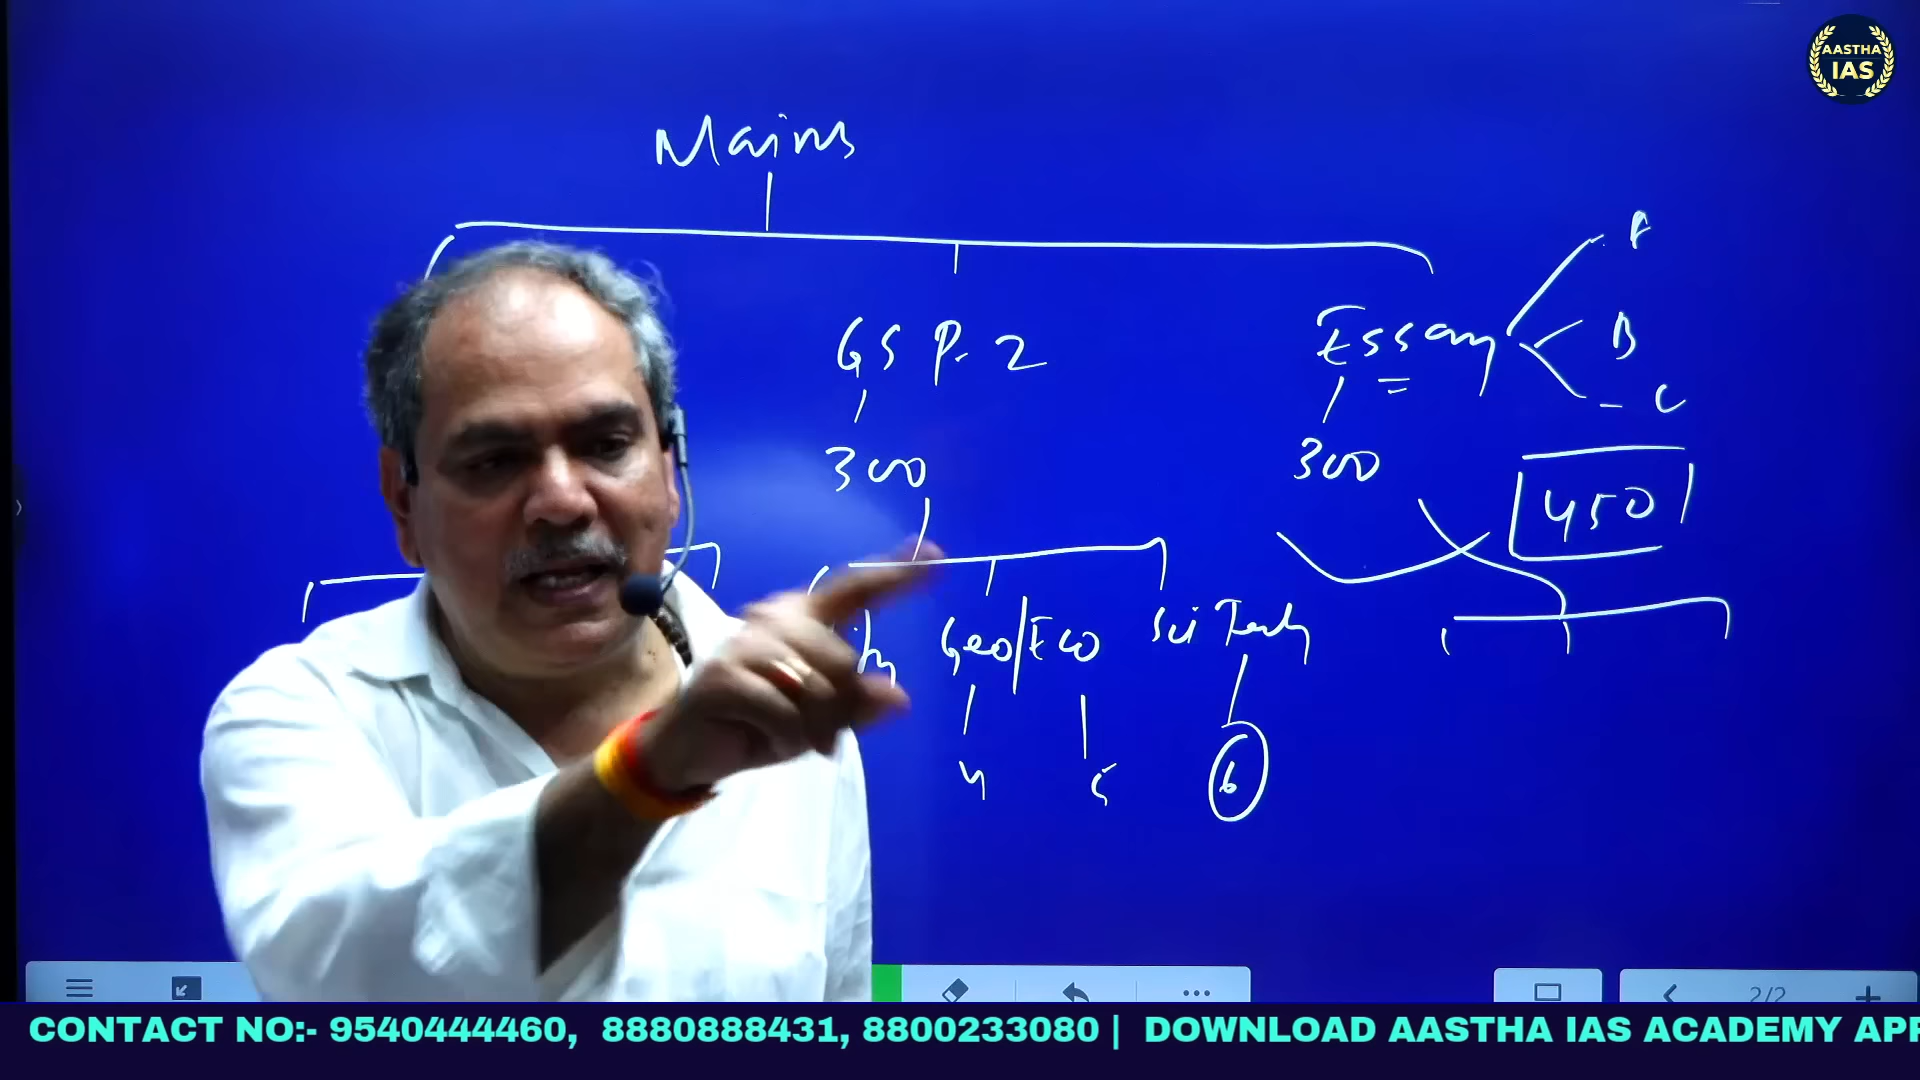 AASTHA
IAS
Mains
GS P-2
Essay
A
B
C
300
300
450
Geo/Eco
Sci Tech
4
5
6
2/2
CONTACT NO:- 9540444460, 8880888431, 8800233080 | DOWNLOAD AASTHA IAS ACADEMY APP